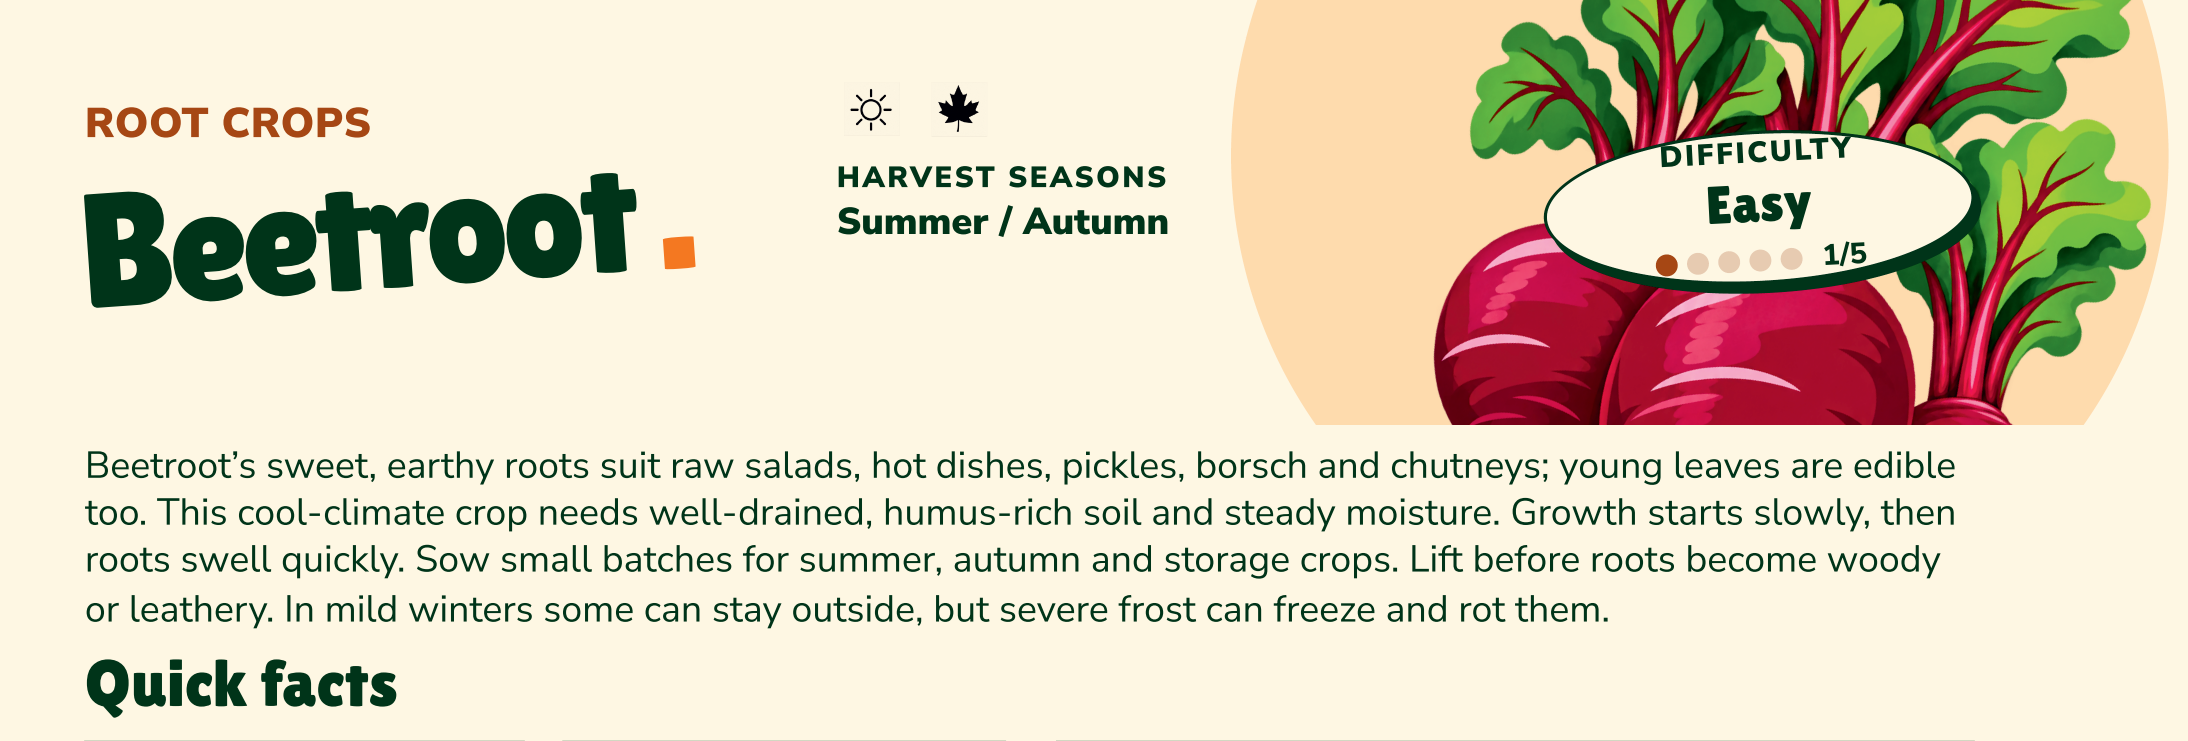 ROOT CROPS
Beetroot.
HARVEST SEASONS
Summer / Autumn
DIFFICULTY
Easy
1/5
Beetroot’s sweet, earthy roots suit raw salads, hot dishes, pickles, borsch and chutneys; young leaves are edible
too. This cool-climate crop needs well-drained, humus-rich soil and steady moisture. Growth starts slowly, then
roots swell quickly. Sow small batches for summer, autumn and storage crops. Lift before roots become woody
or leathery. In mild winters some can stay outside, but severe frost can freeze and rot them.
Quick facts